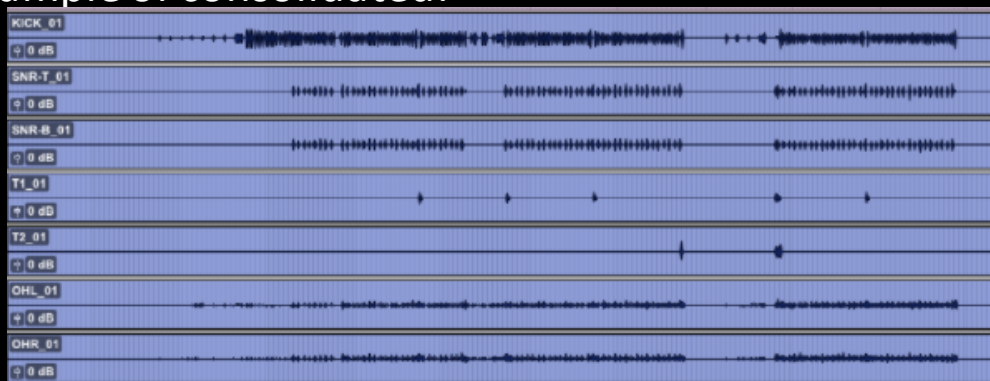 KICK_01
0 dB
SNR-T_01
0 dB
SNR-B_01
0 dB
T1_01
0 dB
T2_01
0 dB
OHL_01
0 dB
OHR_01
0 dB